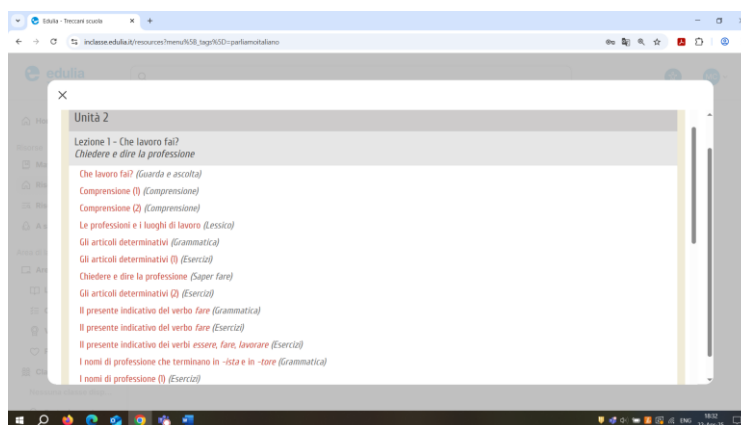 Edulia - Treccani scuola
inclasse.edulia.it/resources?menu%5B_tags%5D=parliamoitaliano
edulia
Unità 2
Lezione 1 - Che lavoro fai?
Chiedere e dire la professione
Che lavoro fai? (Guarda e ascolta)
Comprensione (1) (Comprensione)
Comprensione (2) (Comprensione)
Le professioni e i luoghi di lavoro (Lessico)
Gli articoli determinativi (Grammatica)
Gli articoli determinativi (1) (Esercizi)
Chiedere e dire la professione (Saper fare)
Gli articoli determinativi (2) (Esercizi)
Il presente indicativo del verbo fare (Grammatica)
Il presente indicativo del verbo fare (Esercizi)
Il presente indicativo dei verbi essere, fare, lavorare (Esercizi)
I nomi di professione che terminano in -ista e in -tore (Grammatica)
I nomi di professione (1) (Esercizi)
ENG
18:02